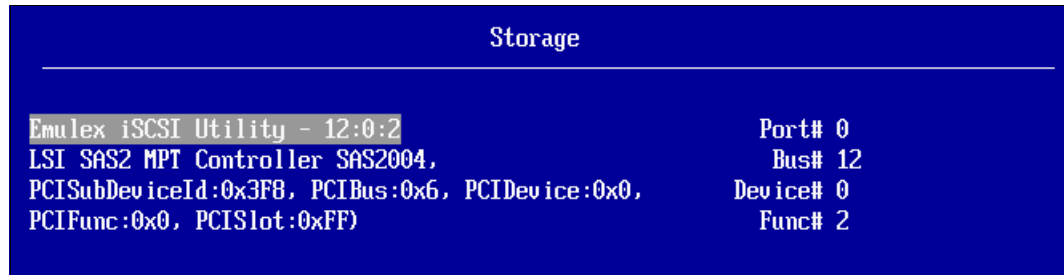 Storage
Emulex iSCSI Utility - 12:0:2 Port# 0
LSI SAS2 MPT Controller SAS2004, Bus# 12
PCISubDeviceId:0x3F8, PCIBus:0x6, PCIDevice:0x0, Device# 0
PCIFunc:0x0, PCISlot:0xFF) Func# 2